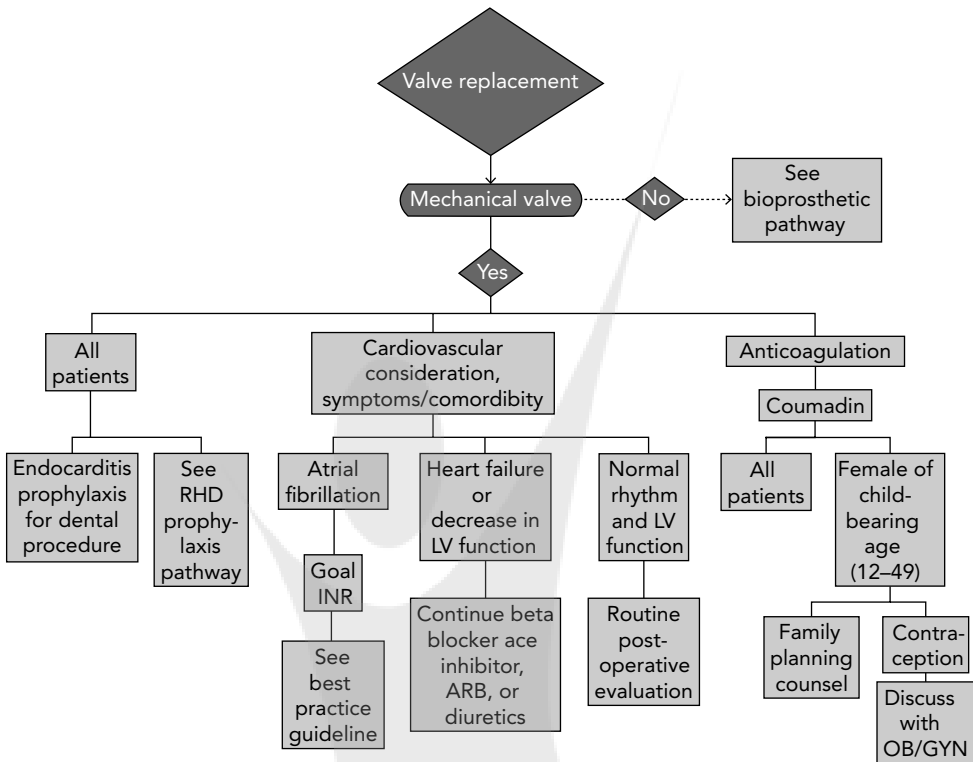 Valve replacement
Mechanical valve
No
See
bioprosthetic
pathway
Yes
All
patients
Cardiovascular
consideration,
symptoms/comordibity
Anticoagulation
Coumadin
Endocarditis
prophylaxis
for dental
procedure
See
RHD
prophy-
laxis
pathway
Atrial
fibrillation
Heart failure
or
decrease in
LV function
Normal
rhythm
and LV
function
All
patients
Female of
child-
bearing
age
(12–49)
Goal
INR
See
best
practice
guideline
Continue beta
blocker ace
inhibitor,
ARB, or
diuretics
Routine
post-
operative
evaluation
Family
planning
counsel
Contra-
ception
Discuss
with
OB/GYN